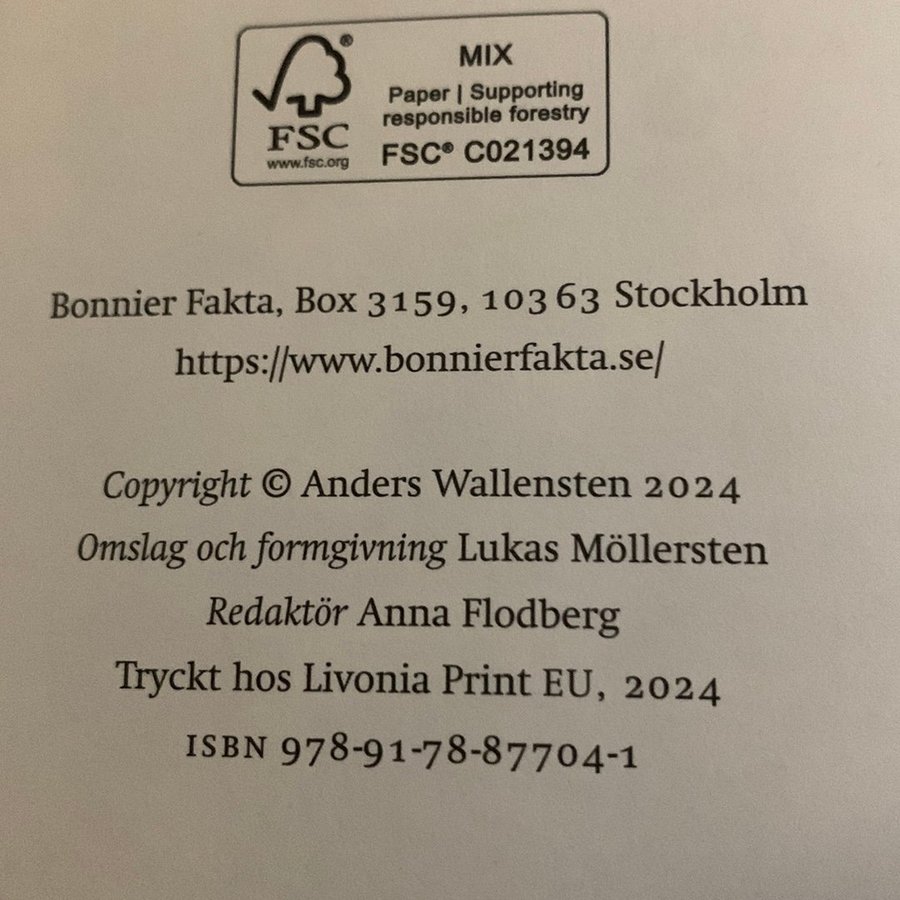 MIX
Paper | Supporting
responsible forestry
FSC® C021394
®
FSC
www.fsc.org
Bonnier Fakta, Box 3159, 103 63 Stockholm
https://www.bonnierfakta.se/
Copyright © Anders Wallensten 2024
Omslag och formgivning Lukas Möllersten
Redaktör Anna Flodberg
Tryckt hos Livonia Print EU, 2024
ISBN 978-91-78-87704-1